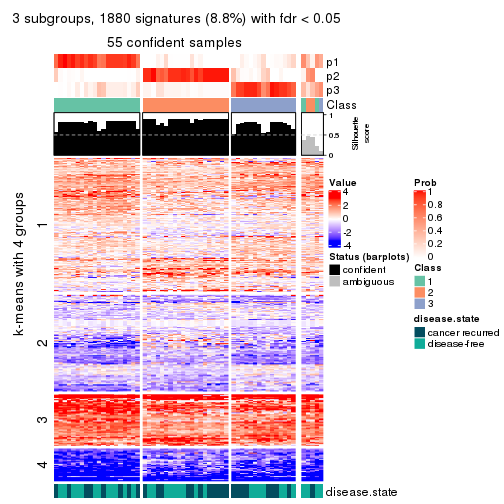 3 subgroups, 1880 signatures (8.8%) with fdr < 0.05
55 confident samples
p1
p2
p3
Class
1
0.5
0
Silhouette
score
k-means with 4 groups
1
2
3
4
disease.state
Value
4
2
0
-2
-4
Status (barplots)
confident
ambiguous
Prob
1
0.8
0.6
0.4
0.2
0
Class
1
2
3
disease.state
cancer recurred
disease-free